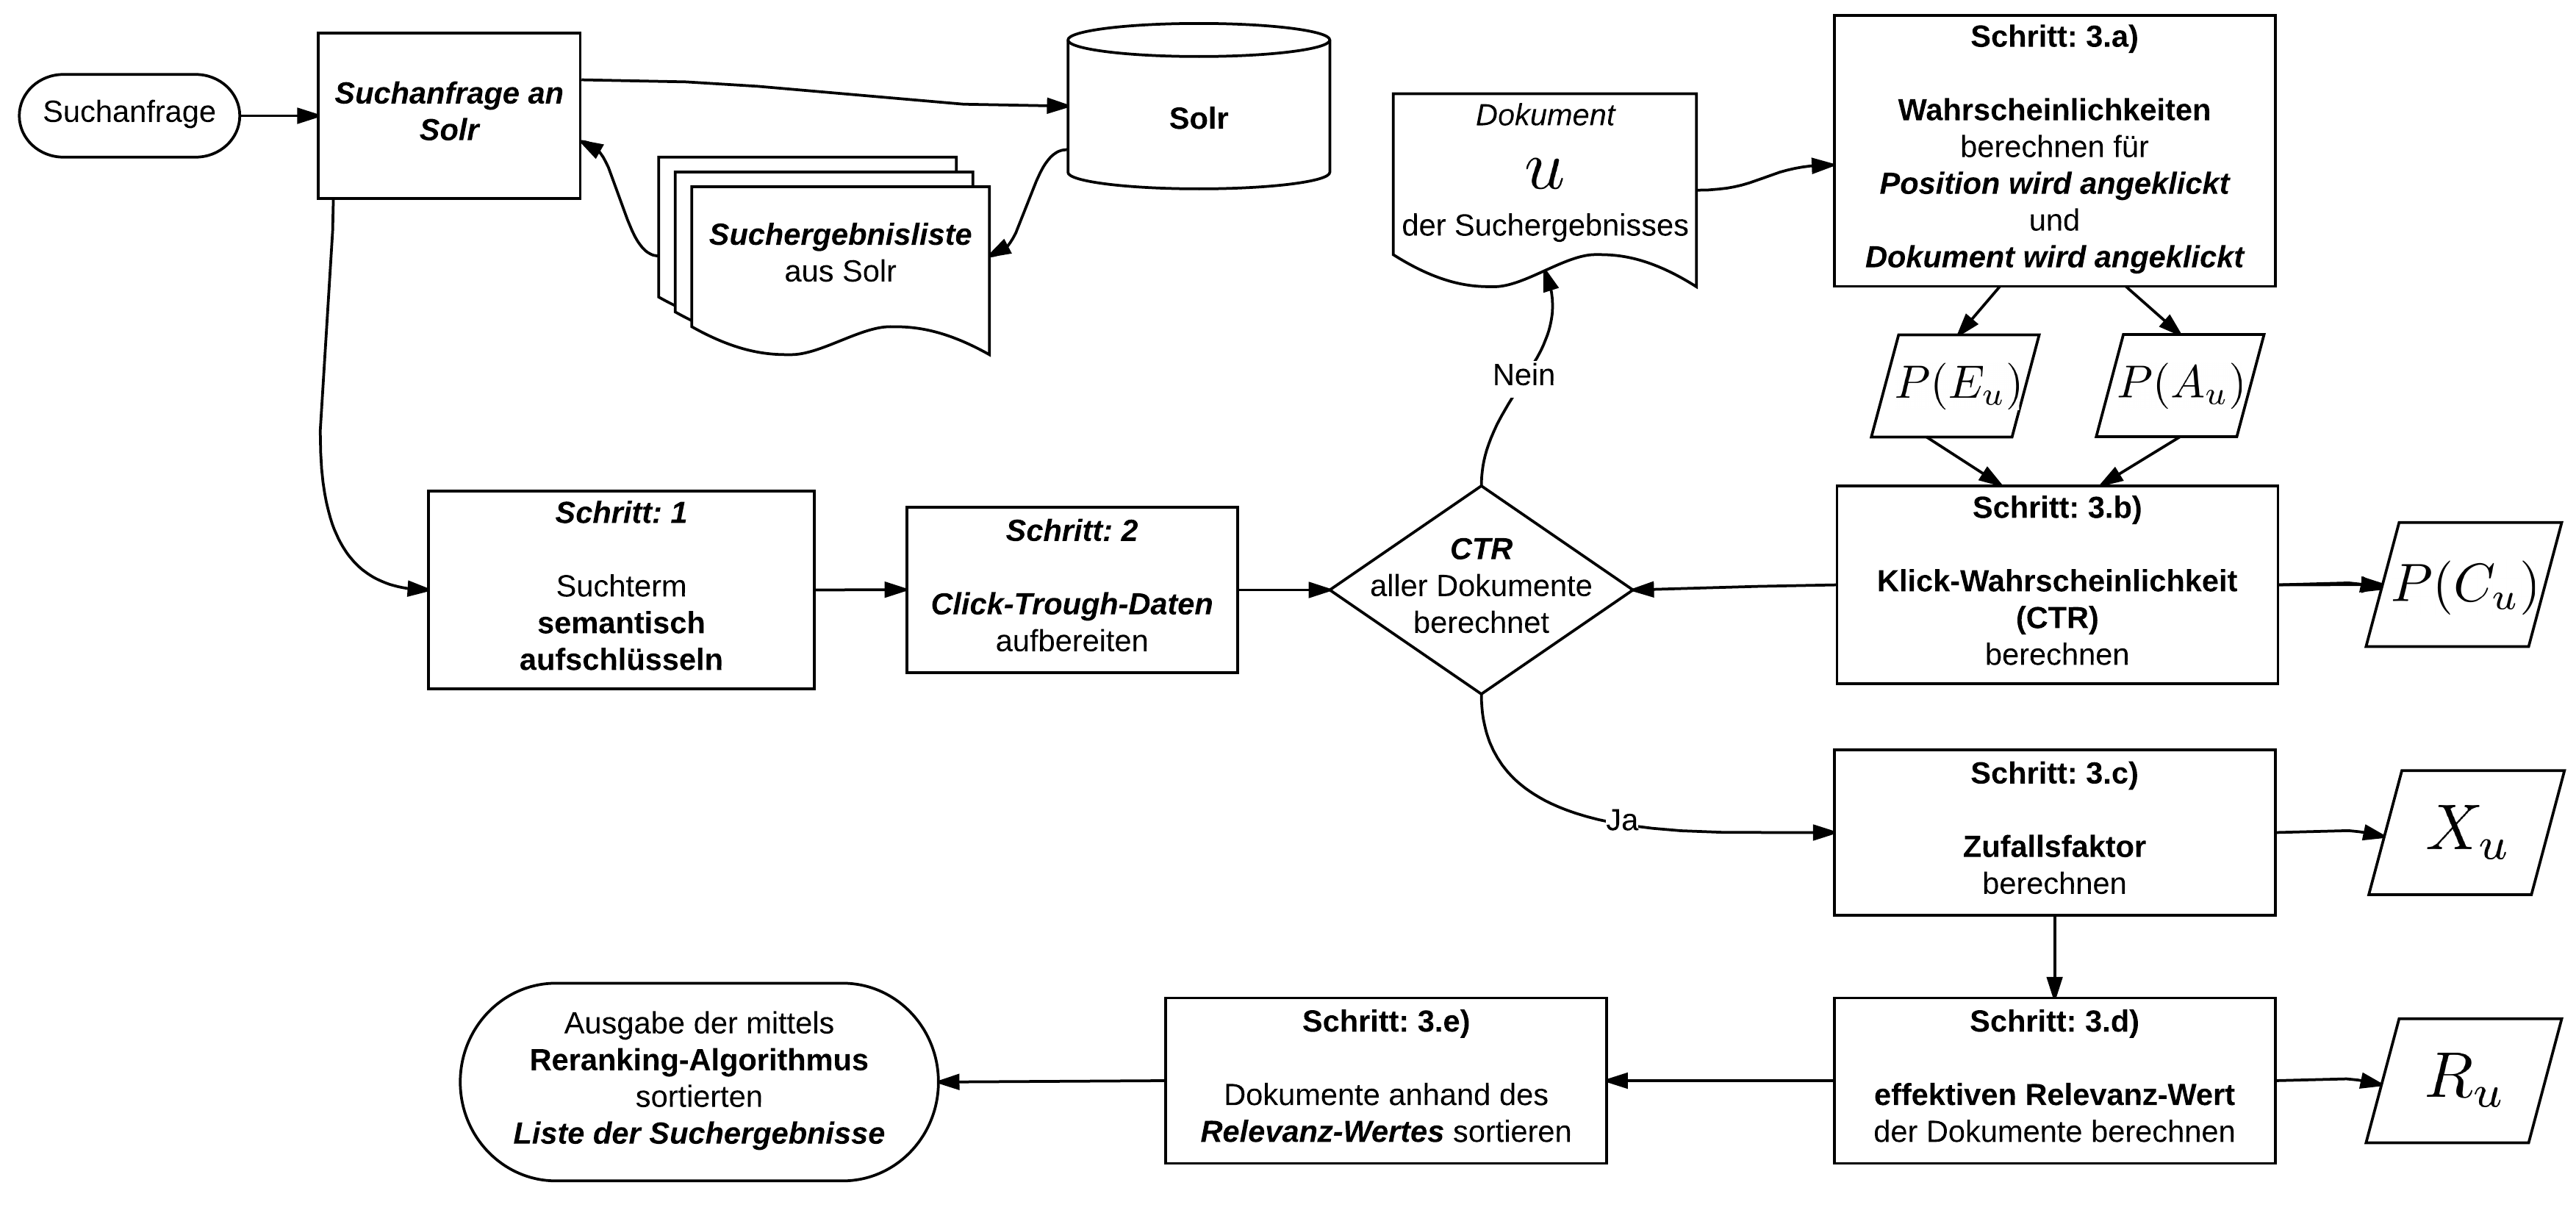 Suchanfrage
Suchanfrage an
Solr
Solr
Suchergebnisliste
aus Solr
Dokument
u
der Suchergebnisses
Schritt: 3.a)
Wahrscheinlichkeiten
berechnen für
Position wird angeklickt
und
Dokument wird angeklickt
Nein
P(E_u)
P(A_u)
Schritt: 1
Suchterm
semantisch
aufschlüsseln
Schritt: 2
Click-Trough-Daten
aufbereiten
CTR
aller Dokumente
berechnet
Schritt: 3.b)
Klick-Wahrscheinlichkeit
(CTR)
berechnen
P(C_u)
Ja
Schritt: 3.c)
Zufallsfaktor
berechnen
X_u
Schritt: 3.d)
effektiven Relevanz-Wert
der Dokumente berechnen
R_u
Schritt: 3.e)
Dokumente anhand des
Relevanz-Wertes sortieren
Ausgabe der mittels
Reranking-Algorithmus
sortierten
Liste der Suchergebnisse